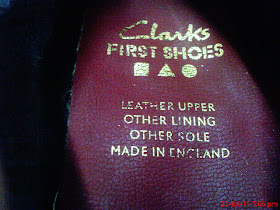 Clarks
FIRST SHOES
LEATHER UPPER
OTHER LINING
OTHER SOLE
MADE IN ENGLAND